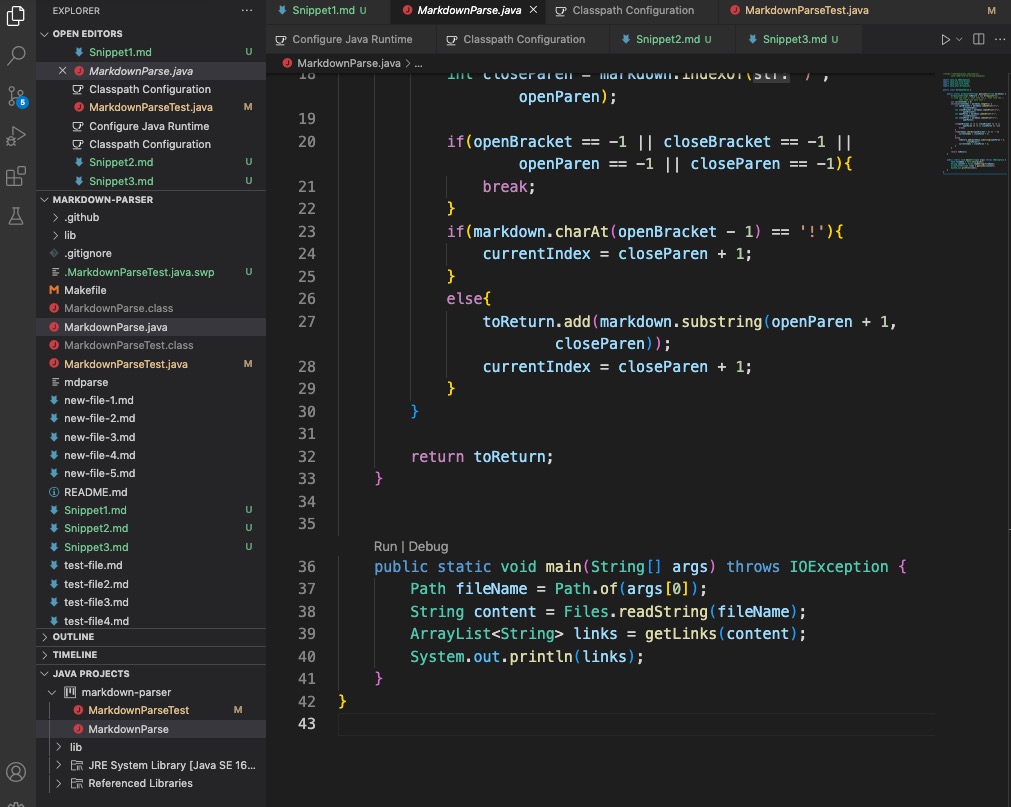 EXPLORER
OPEN EDITORS
Snippet1.md U
MarkdownParse.java
Classpath Configuration
MarkdownParseTest.java M
Configure Java Runtime
Classpath Configuration
Snippet2.md U
Snippet3.md U
MARKDOWN-PARSER
.github
lib
.gitignore
.MarkdownParseTest.java.swp U
Makefile
MarkdownParse.class
MarkdownParse.java
MarkdownParseTest.class
MarkdownParseTest.java M
mdparse
new-file-1.md
new-file-2.md
new-file-3.md
new-file-4.md
new-file-5.md
README.md
Snippet1.md U
Snippet2.md U
Snippet3.md U
test-file.md
test-file2.md
test-file3.md
test-file4.md
OUTLINE
TIMELINE
JAVA PROJECTS
markdown-parser
MarkdownParseTest M
MarkdownParse
lib
JRE System Library [Java SE 16...
Referenced Libraries
5
Snippet1.md U
MarkdownParse.java
Classpath Configuration
MarkdownParseTest.java M
Configure Java Runtime
Classpath Configuration
Snippet2.md U
Snippet3.md U
MarkdownParse.java > ...
18 int closeParen = markdown.indexOf(str: ")",
openParen);
19
20 if(openBracket == -1 || closeBracket == -1 ||
openParen == -1 || closeParen == -1){
21 break;
22 }
23 if(markdown.charAt(openBracket - 1) == '!'){
24 currentIndex = closeParen + 1;
25 }
26 else{
27 toReturn.add(markdown.substring(openParen + 1,
closeParen));
28 currentIndex = closeParen + 1;
29 }
30 }
31
32 return toReturn;
33 }
34
35
Run | Debug
36 public static void main(String[] args) throws IOException {
37 Path fileName = Path.of(args[0]);
38 String content = Files.readString(fileName);
39 ArrayList<String> links = getLinks(content);
40 System.out.println(links);
41 }
42 }
43